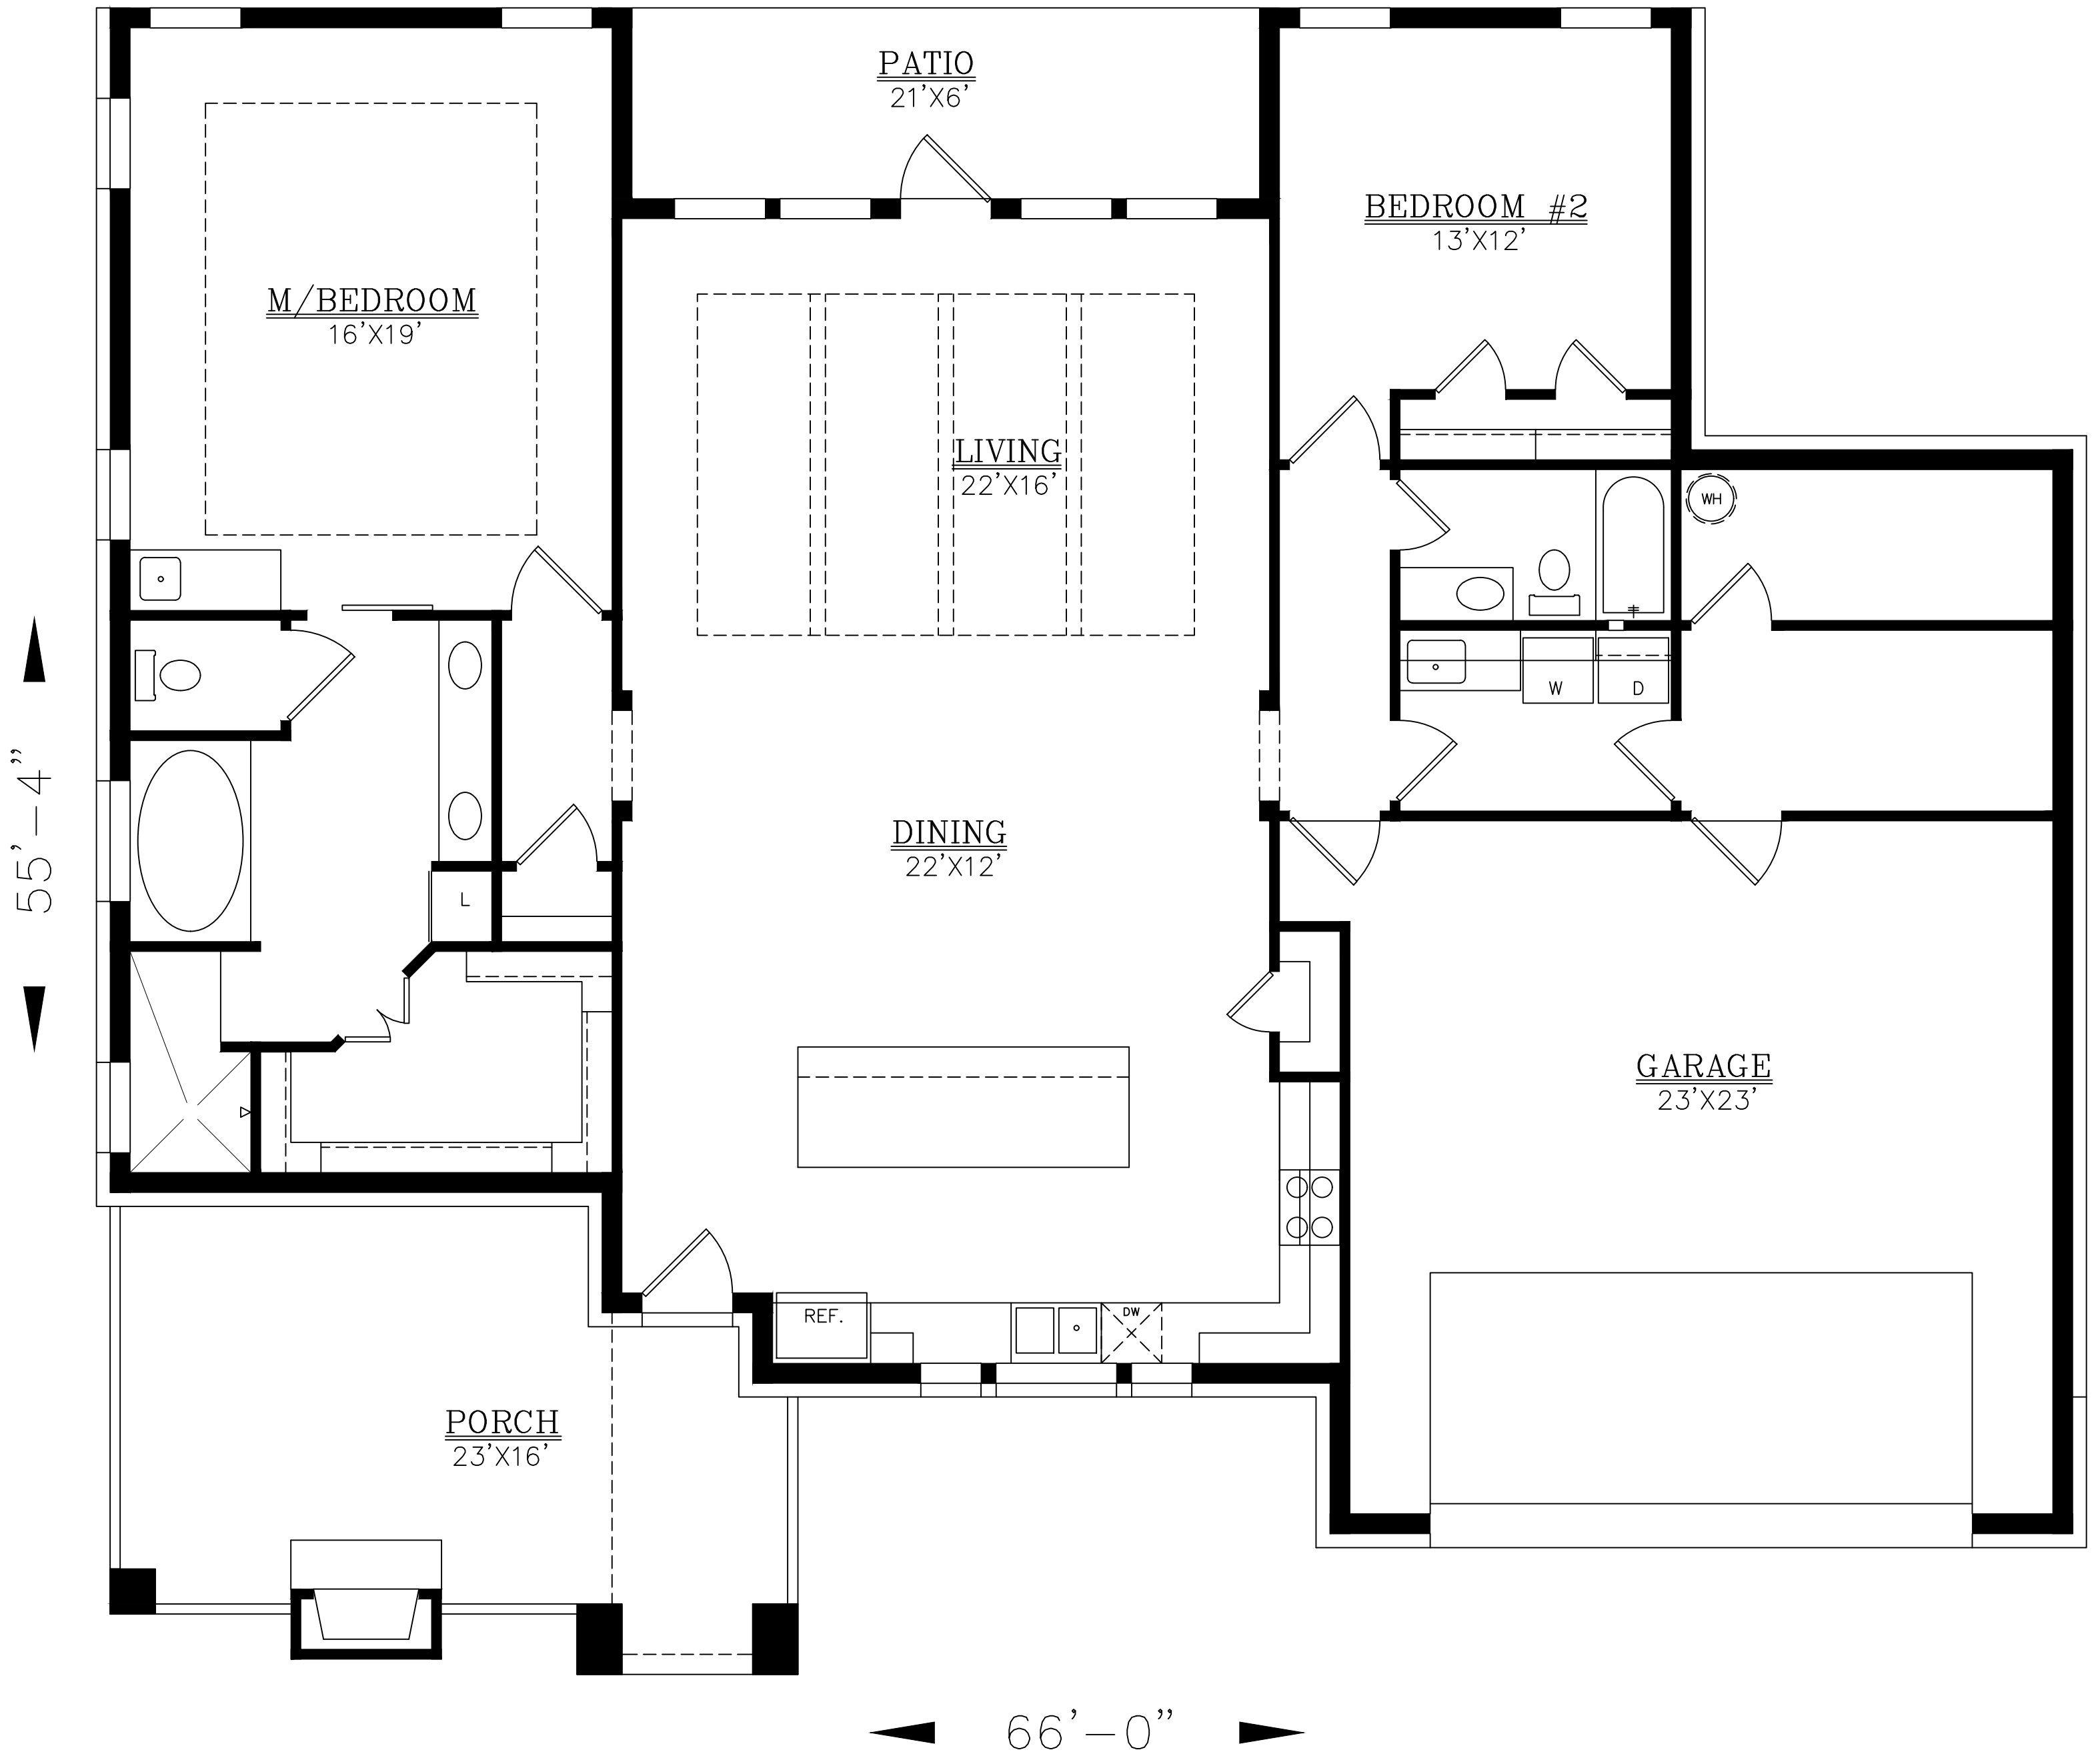 PATIO
21'X6'
BEDROOM #2
13'X12'
M/BEDROOM
16'X19'
LIVING
22'X16'
WH
W
D
55'-4"
DINING
22'X12'
L
GARAGE
23'X23'
REF.
DW
PORCH
23'X16'
66'-0"